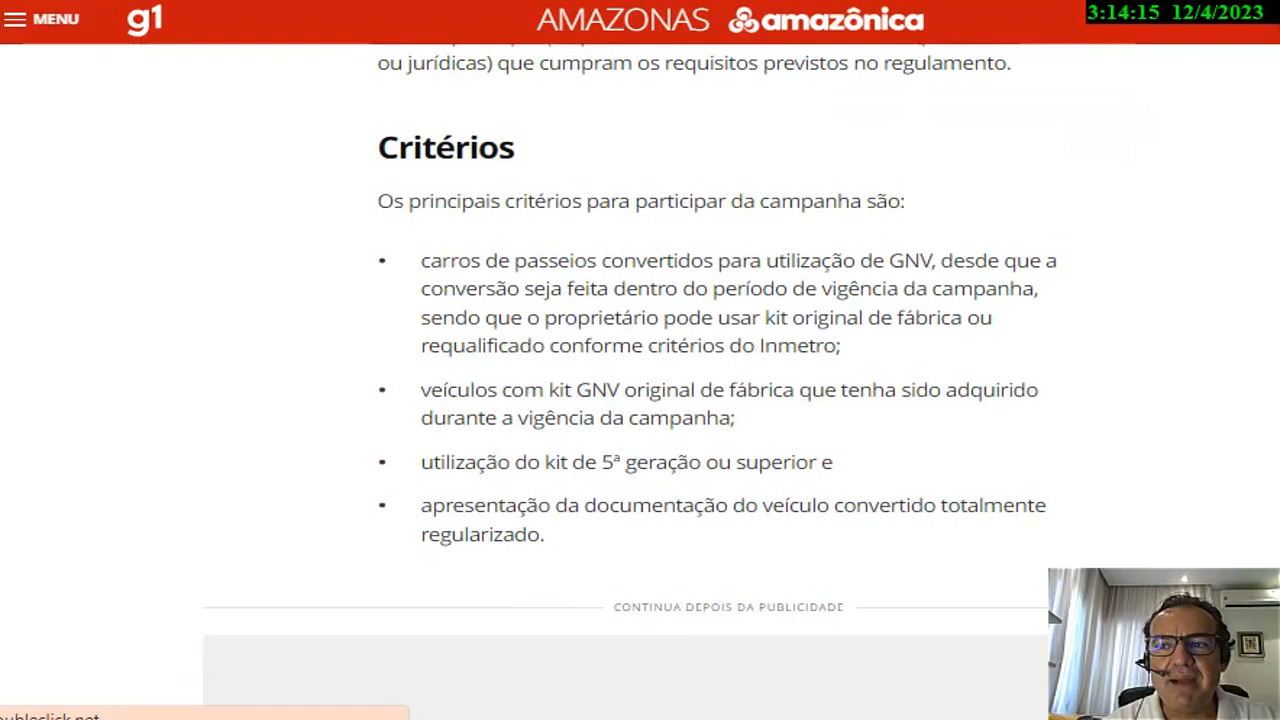 MENU
g1
AMAZONAS amazônica
3:14:15 12/4/2023
ou jurídicas) que cumpram os requisitos previstos no regulamento.
Critérios
Os principais critérios para participar da campanha são:
• carros de passeios convertidos para utilização de GNV, desde que a
conversão seja feita dentro do período de vigência da campanha,
sendo que o proprietário pode usar kit original de fábrica ou
requalificado conforme critérios do Inmetro;
• veículos com kit GNV original de fábrica que tenha sido adquirido
durante a vigência da campanha;
• utilização do kit de 5ª geração ou superior e
• apresentação da documentação do veículo convertido totalmente
regularizado.
CONTINUA DEPOIS DA PUBLICIDADE